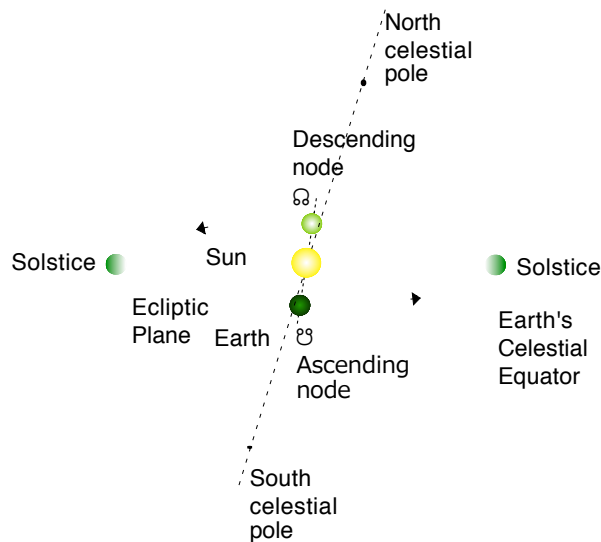 North
celestial
pole
Descending
node
☊
Solstice
Sun
Solstice
Ecliptic
Plane
Earth
Earth's
Celestial
Equator
☋
Ascending
node
South
celestial
pole